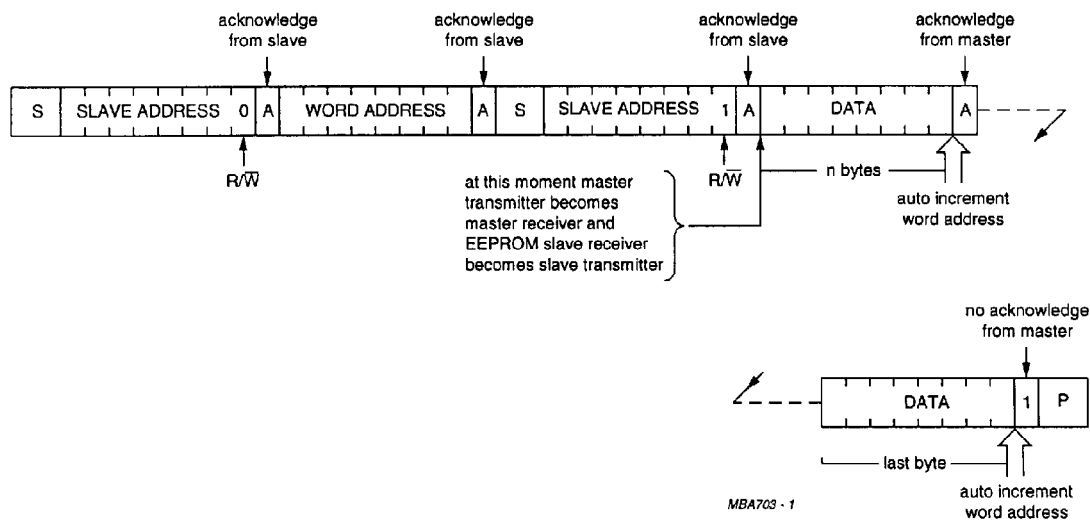 acknowledge
from slave
acknowledge
from slave
acknowledge
from slave
acknowledge
from master
S SLAVE ADDRESS 0 A WORD ADDRESS A S SLAVE ADDRESS 1 A DATA A
R/W̅
R/W̅
n bytes
auto increment
word address
at this moment master
transmitter becomes
master receiver and
EEPROM slave receiver
becomes slave transmitter
no acknowledge
from master
DATA 1 P
last byte
auto increment
word address
MBA703 - 1